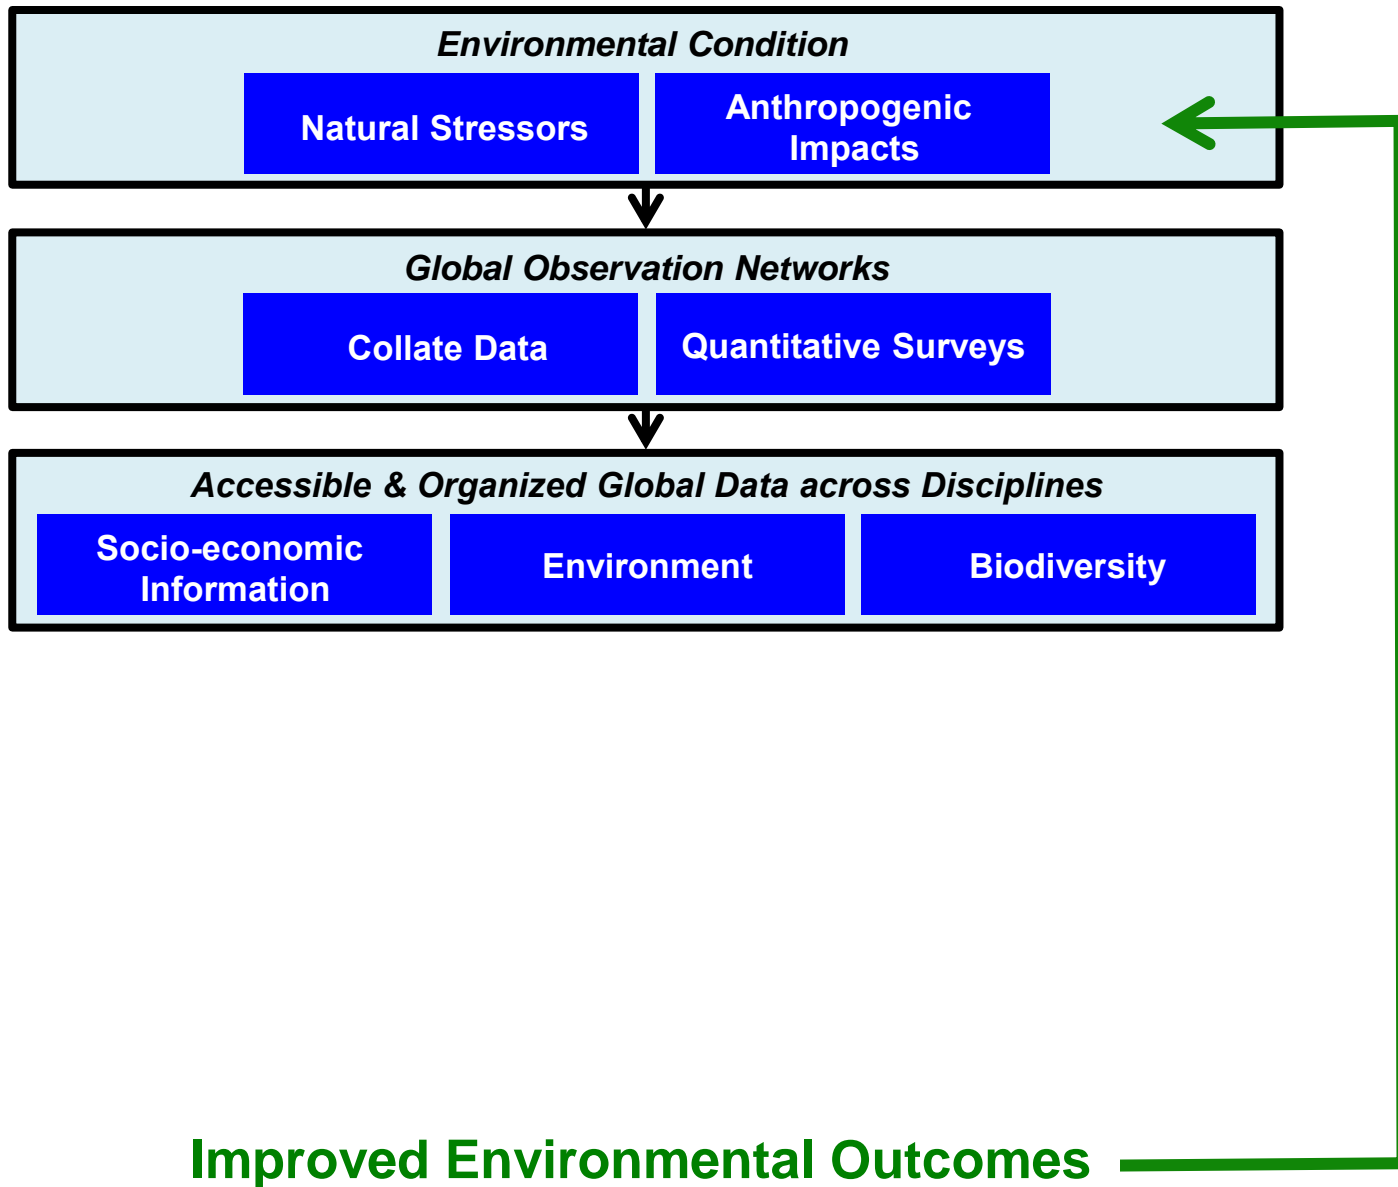 Environmental Condition
Natural Stressors
Anthropogenic
Impacts
Global Observation Networks
Collate Data
Quantitative Surveys
Accessible & Organized Global Data across Disciplines
Socio-economic
Information
Environment
Biodiversity
Improved Environmental Outcomes